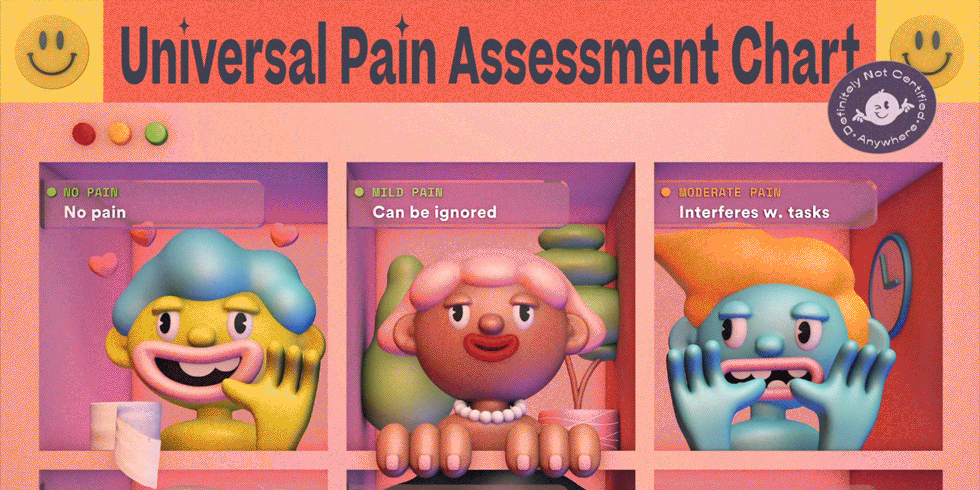 Universal Pain Assessment Chart
Definitely Not Certified. Anywhere.
NO PAIN
No pain
MILD PAIN
Can be ignored
MODERATE PAIN
Interferes w. tasks